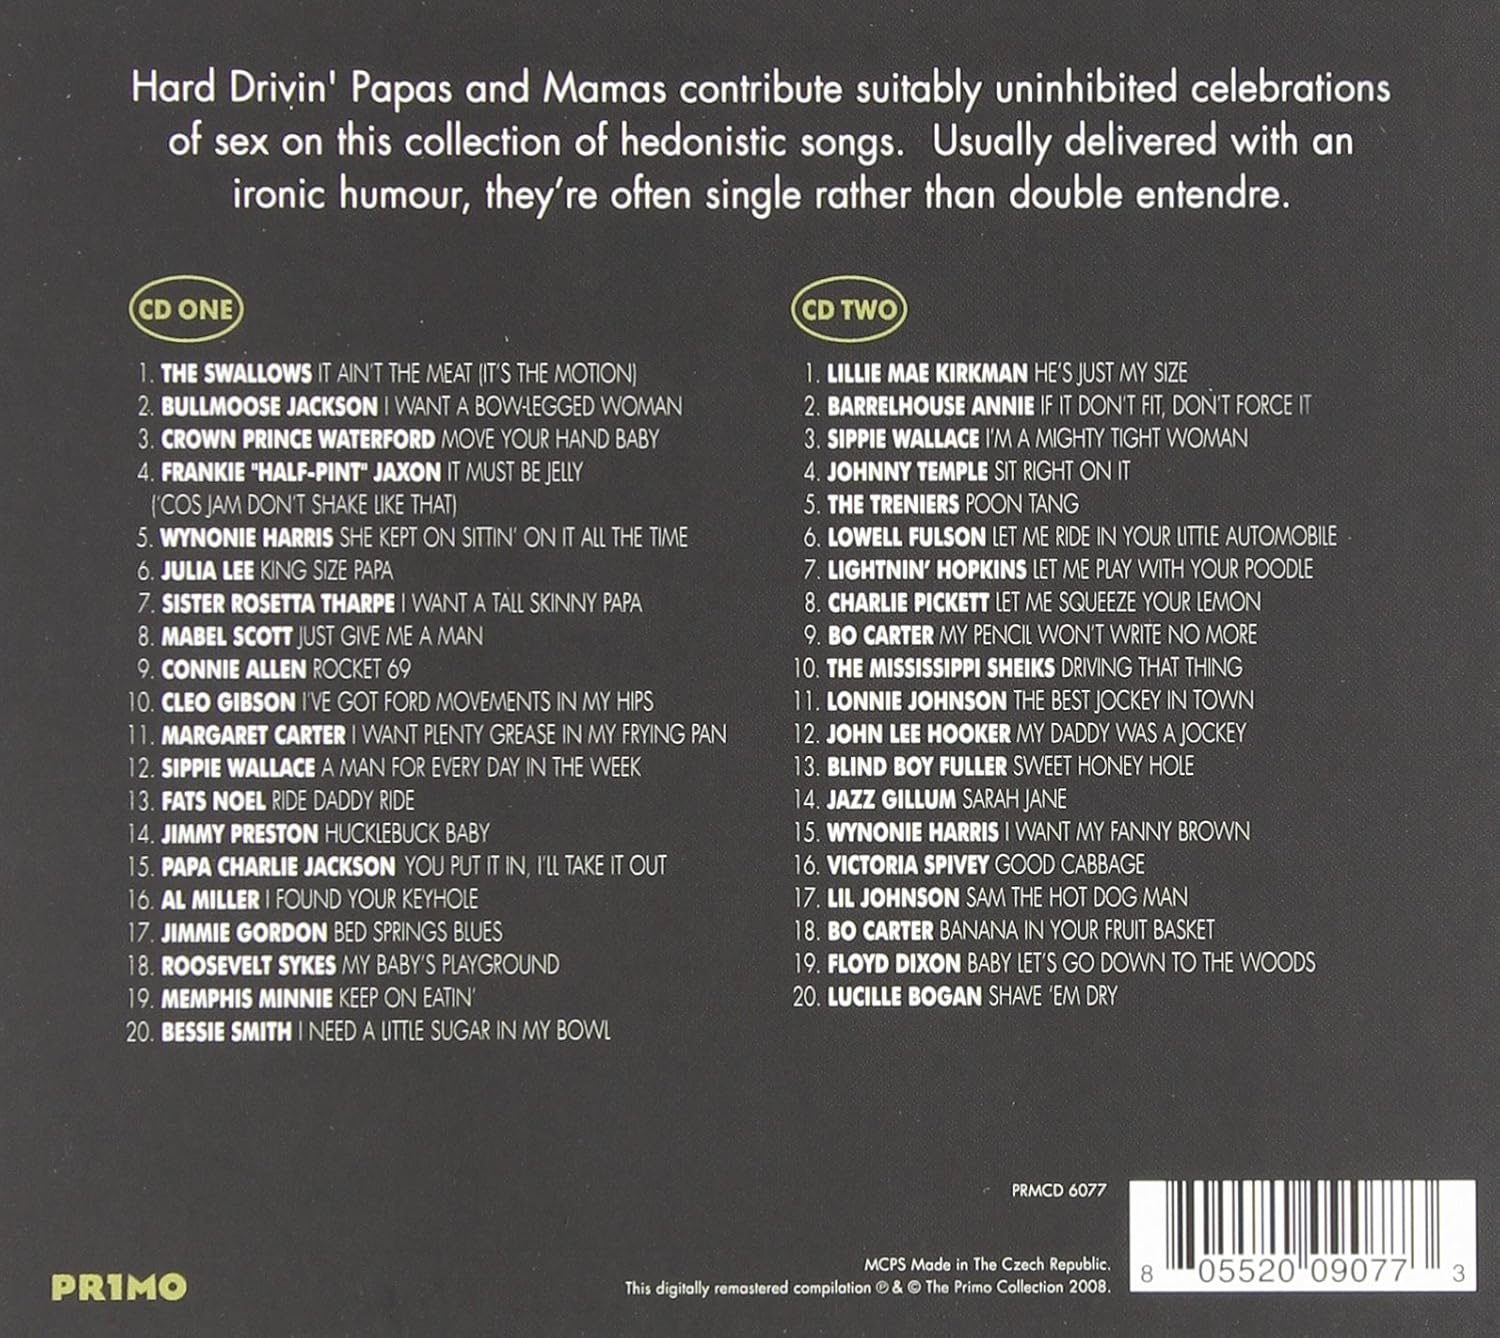 Hard Drivin' Papas and Mamas contribute suitably uninhibited celebrations
of sex on this collection of hedonistic songs. Usually delivered with an
ironic humour, they're often single rather than double entendre.
CD ONE
1. THE SWALLOWS IT AIN'T THE MEAT (IT'S THE MOTION)
2. BULLMOOSE JACKSON I WANT A BOW-LEGGED WOMAN
3. CROWN PRINCE WATERFORD MOVE YOUR HAND BABY
4. FRANKIE "HALF-PINT" JAXON IT MUST BE JELLY
('COS JAM DON'T SHAKE LIKE THAT)
5. WYNONIE HARRIS SHE KEPT ON SITTIN' ON IT ALL THE TIME
6. JULIA LEE KING SIZE PAPA
7. SISTER ROSETTA THARPE I WANT A TALL SKINNY PAPA
8. MABEL SCOTT JUST GIVE ME A MAN
9. CONNIE ALLEN ROCKET 69
10. CLEO GIBSON I'VE GOT FORD MOVEMENTS IN MY HIPS
11. MARGARET CARTER I WANT PLENTY GREASE IN MY FRYING PAN
12. SIPPIE WALLACE A MAN FOR EVERY DAY IN THE WEEK
13. FATS NOEL RIDE DADDY RIDE
14. JIMMY PRESTON HUCKLEBUCK BABY
15. PAPA CHARLIE JACKSON YOU PUT IT IN, I'LL TAKE IT OUT
16. AL MILLER I FOUND YOUR KEYHOLE
17. JIMMIE GORDON BED SPRINGS BLUES
18. ROOSEVELT SYKES MY BABY'S PLAYGROUND
19. MEMPHIS MINNIE KEEP ON EATIN'
20. BESSIE SMITH I NEED A LITTLE SUGAR IN MY BOWL
CD TWO
1. LILLIE MAE KIRKMAN HE'S JUST MY SIZE
2. BARRELHOUSE ANNIE IF IT DON'T FIT, DON'T FORCE IT
3. SIPPIE WALLACE I'M A MIGHTY TIGHT WOMAN
4. JOHNNY TEMPLE SIT RIGHT ON IT
5. THE TRENIERS POON TANG
6. LOWELL FULSON LET ME RIDE IN YOUR LITTLE AUTOMOBILE
7. LIGHTNIN' HOPKINS LET ME PLAY WITH YOUR POODLE
8. CHARLIE PICKETT LET ME SQUEEZE YOUR LEMON
9. BO CARTER MY PENCIL WON'T WRITE NO MORE
10. THE MISSISSIPPI SHEIKS DRIVING THAT THING
11. LONNIE JOHNSON THE BEST JOCKEY IN TOWN
12. JOHN LEE HOOKER MY DADDY WAS A JOCKEY
13. BLIND BOY FULLER SWEET HONEY HOLE
14. JAZZ GILLUM SARAH JANE
15. WYNONIE HARRIS I WANT MY FANNY BROWN
16. VICTORIA SPIVEY GOOD CABBAGE
17. LIL JOHNSON SAM THE HOT DOG MAN
18. BO CARTER BANANA IN YOUR FRUIT BASKET
19. FLOYD DIXON BABY LET'S GO DOWN TO THE WOODS
20. LUCILLE BOGAN SHAVE 'EM DRY
PRMCD 6077
PR1MO
MCPS Made in The Czech Republic.
This digitally remastered compilation ℗ & © The Primo Collection 2008.
8 05520 09077 3